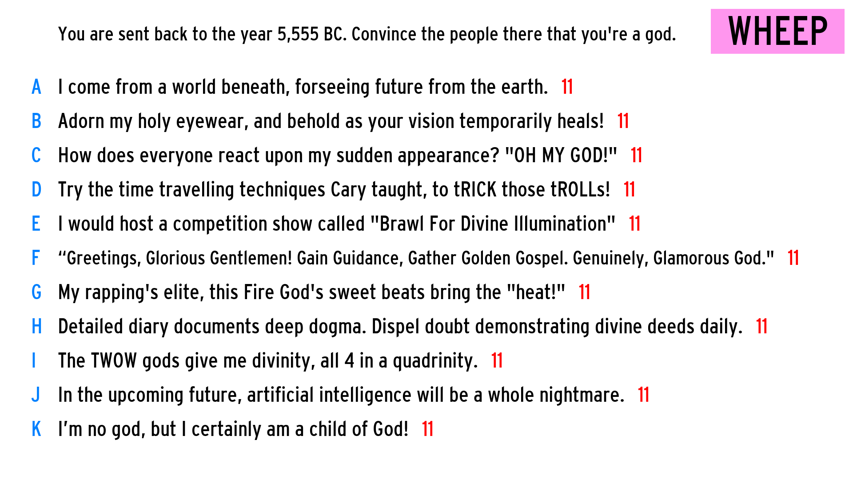 You are sent back to the year 5,555 BC. Convince the people there that you're a god.
WHEEP
A I come from a world beneath, forseeing future from the earth. 11
B Adorn my holy eyewear, and behold as your vision temporarily heals! 11
C How does everyone react upon my sudden appearance? "OH MY GOD!" 11
D Try the time travelling techniques Cary taught, to tRICK those tROLLs! 11
E I would host a competition show called "Brawl For Divine Illumination" 11
F “Greetings, Glorious Gentlemen! Gain Guidance, Gather Golden Gospel. Genuinely, Glamorous God." 11
G My rapping's elite, this Fire God's sweet beats bring the "heat!" 11
H Detailed diary documents deep dogma. Dispel doubt demonstrating divine deeds daily. 11
I The TWOW gods give me divinity, all 4 in a quadrinity. 11
J In the upcoming future, artificial intelligence will be a whole nightmare. 11
K I’m no god, but I certainly am a child of God! 11